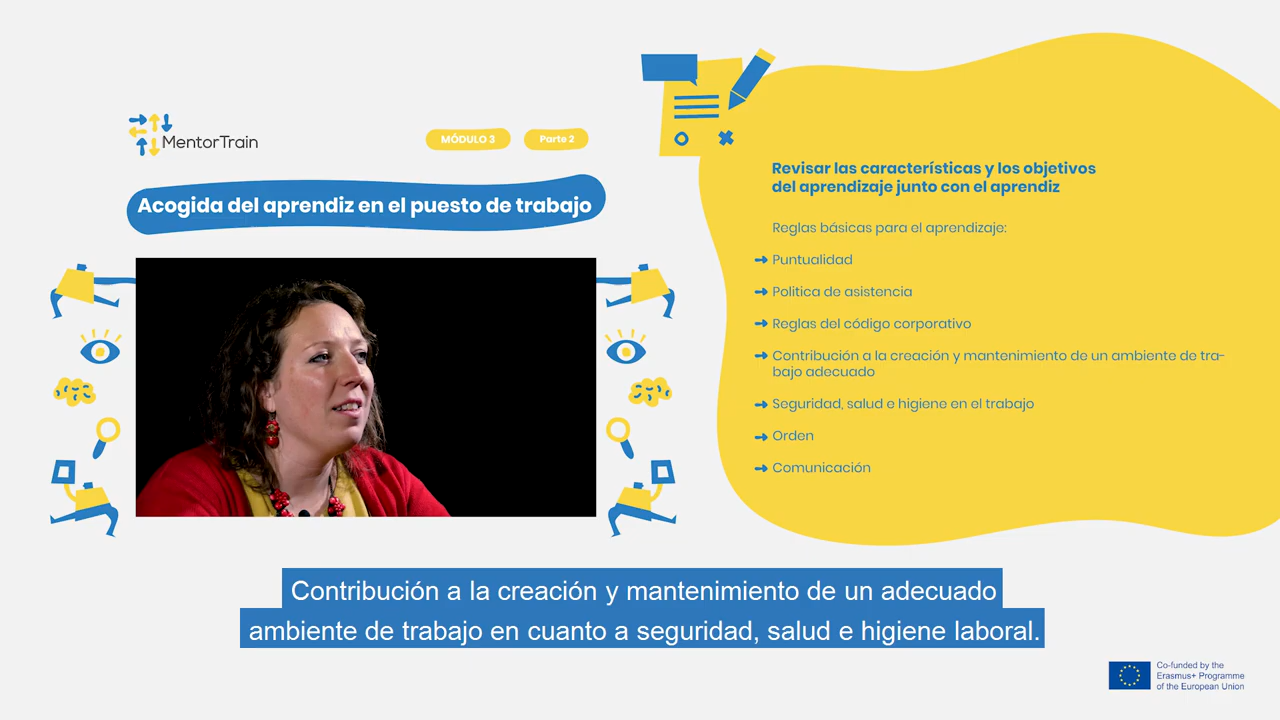 MentorTrain
MÓDULO 3
Parte 2
Acogida del aprendiz en el puesto de trabajo
Revisar las características y los objetivos
del aprendizaje junto con el aprendiz
Reglas básicas para el aprendizaje:
Puntualidad
Politica de asistencia
Reglas del código corporativo
Contribución a la creación y mantenimiento de un ambiente de tra-
bajo adecuado
Seguridad, salud e higiene en el trabajo
Orden
Comunicación
Contribución a la creación y mantenimiento de un adecuado
ambiente de trabajo en cuanto a seguridad, salud e higiene laboral.
Co-funded by the
Erasmus+ Programme
of the European Union